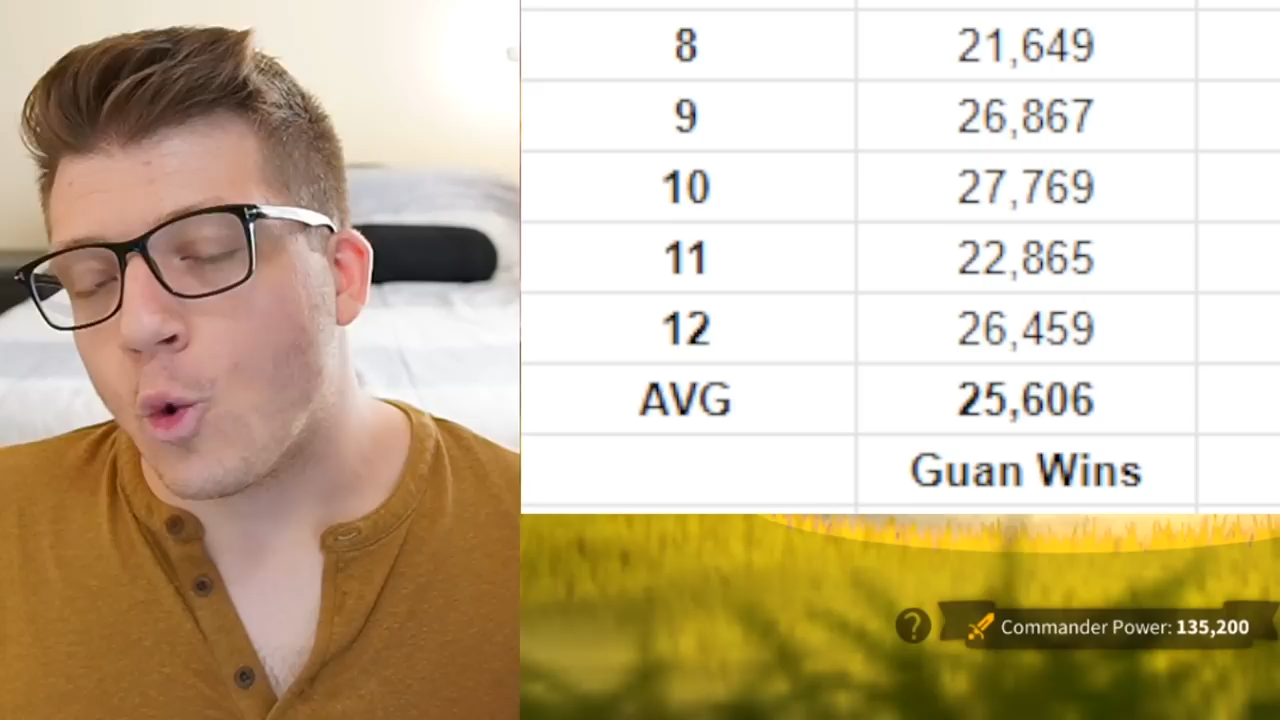 8 21,649
9 26,867
10 27,769
11 22,865
12 26,459
AVG 25,606
Guan Wins
? Commander Power: 135,200